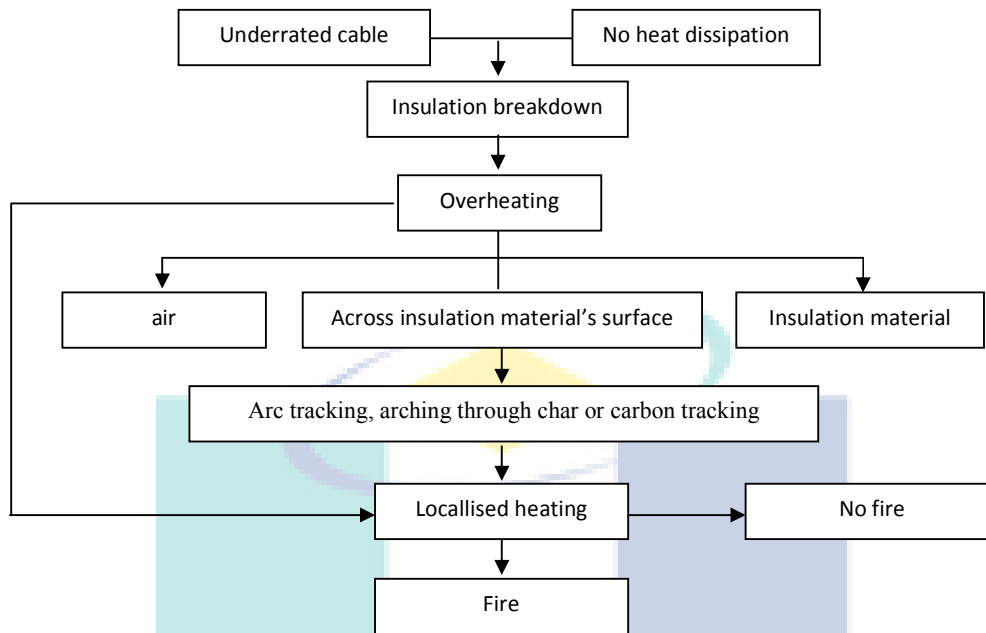 Underrated cable
No heat dissipation
Insulation breakdown
Overheating
air
Across insulation material’s surface
Insulation material
Arc tracking, arching through char or carbon tracking
Locallised heating
No fire
Fire